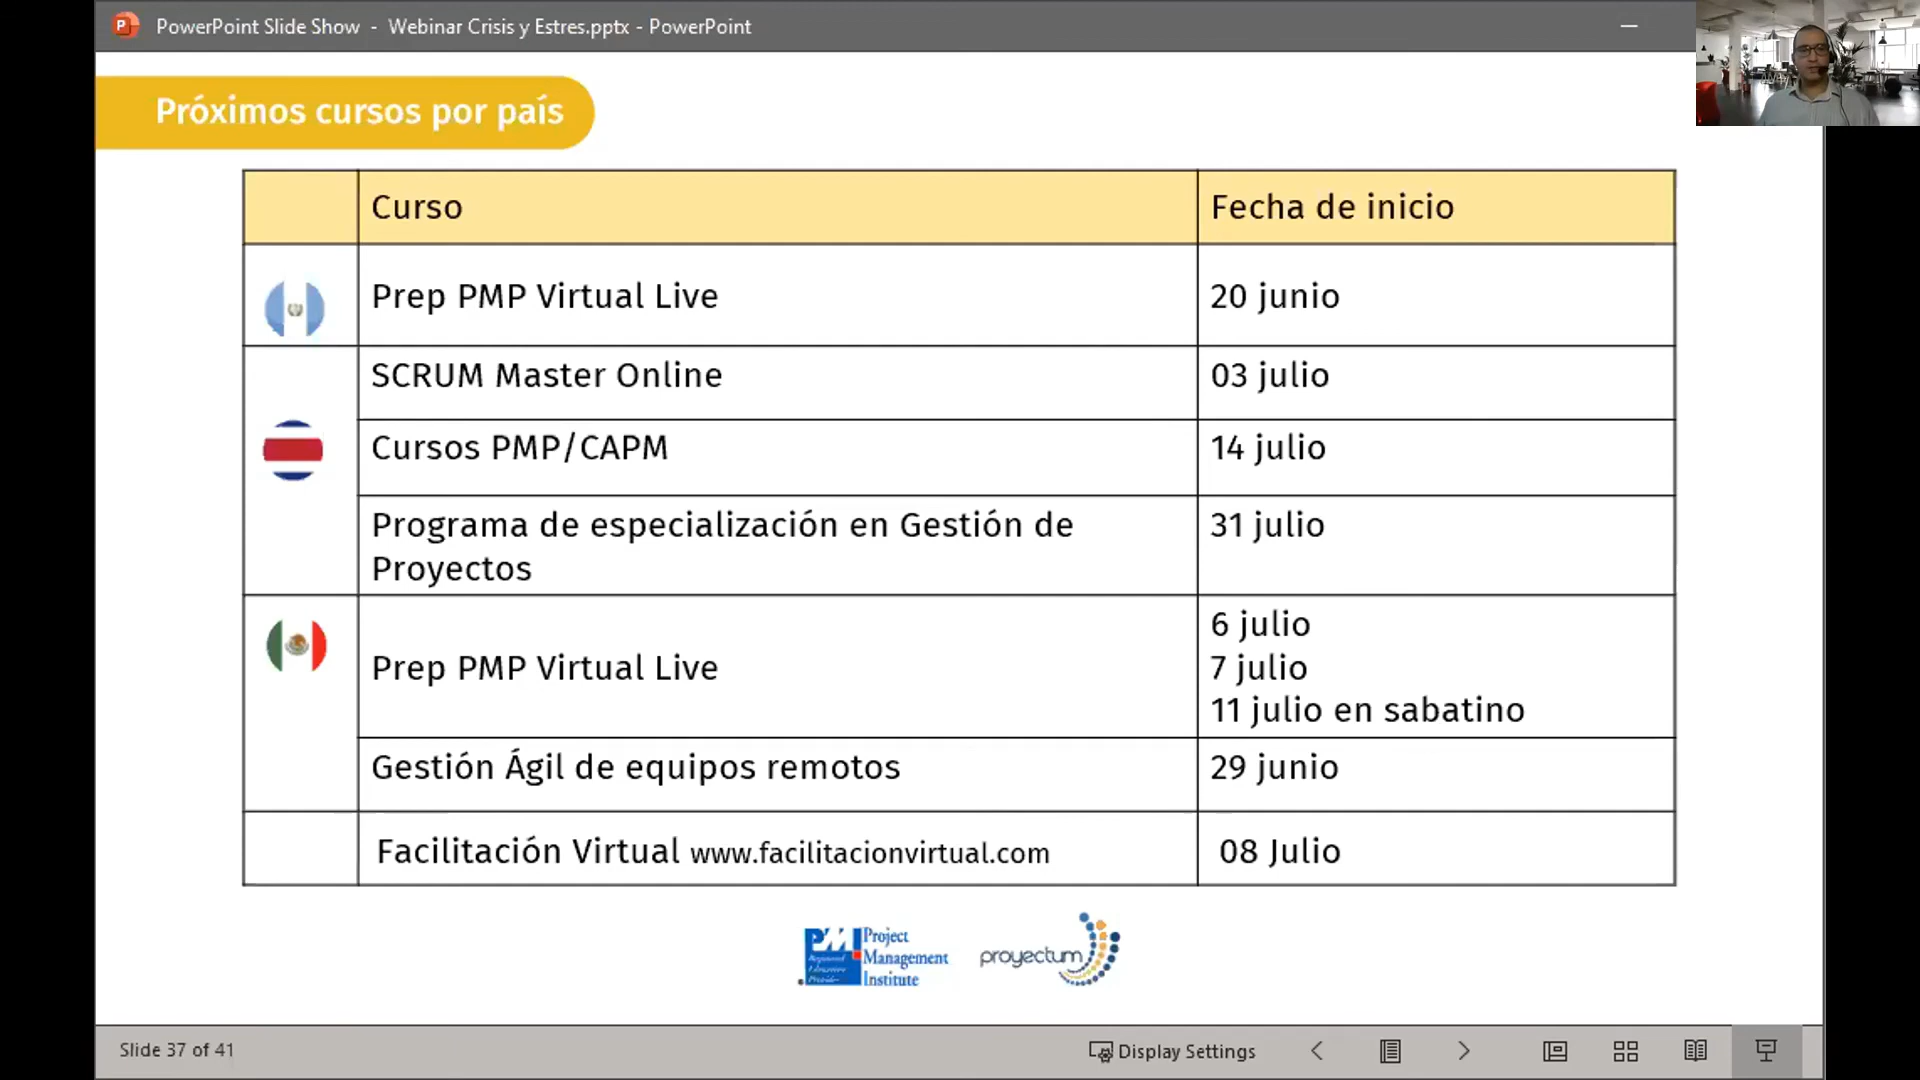 PowerPoint Slide Show - Webinar Crisis y Estres.pptx - PowerPoint
Próximos cursos por país
Curso
Fecha de inicio
Prep PMP Virtual Live
20 junio
SCRUM Master Online
03 julio
Cursos PMP/CAPM
14 julio
Programa de especialización en Gestión de
Proyectos
31 julio
Prep PMP Virtual Live
6 julio
7 julio
11 julio en sabatino
Gestión Ágil de equipos remotos
29 junio
Facilitación Virtual www.facilitacionvirtual.com
08 Julio
PMI
Project
Management
Institute
Registered
Education
Provider
proyectum
Slide 37 of 41
Display Settings